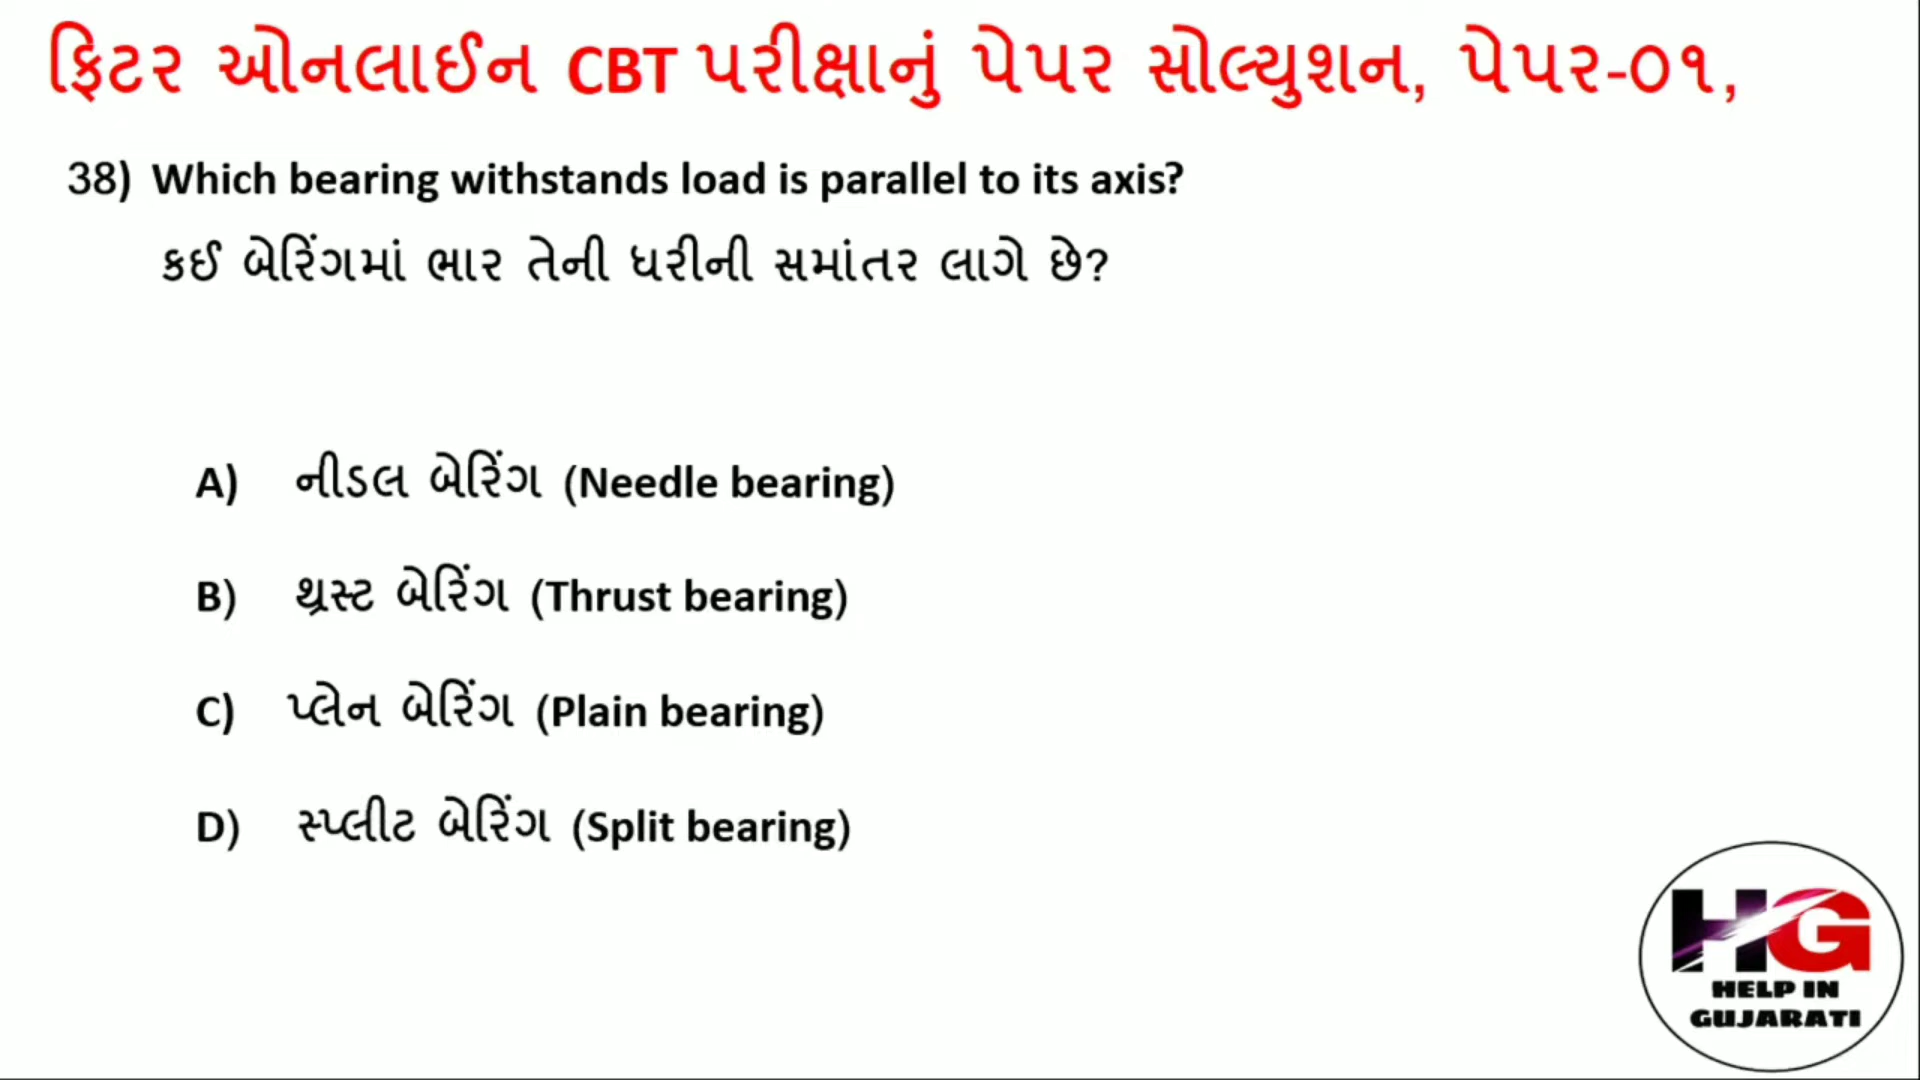 ફિટર ઓનલાઈન CBT પરીક્ષાનું પેપર સોલ્યુશન, પેપર-૦૧,
38) Which bearing withstands load is parallel to its axis?
કઈ બેરિંગમાં ભાર તેની ધરીની સમાંતર લાગે છે?
A) નીડલ બેરિંગ (Needle bearing)
B) થ્રસ્ટ બેરિંગ (Thrust bearing)
C) પ્લેન બેરિંગ (Plain bearing)
D) સ્પ્લીટ બેરિંગ (Split bearing)
HG
HELP IN
GUJARATI